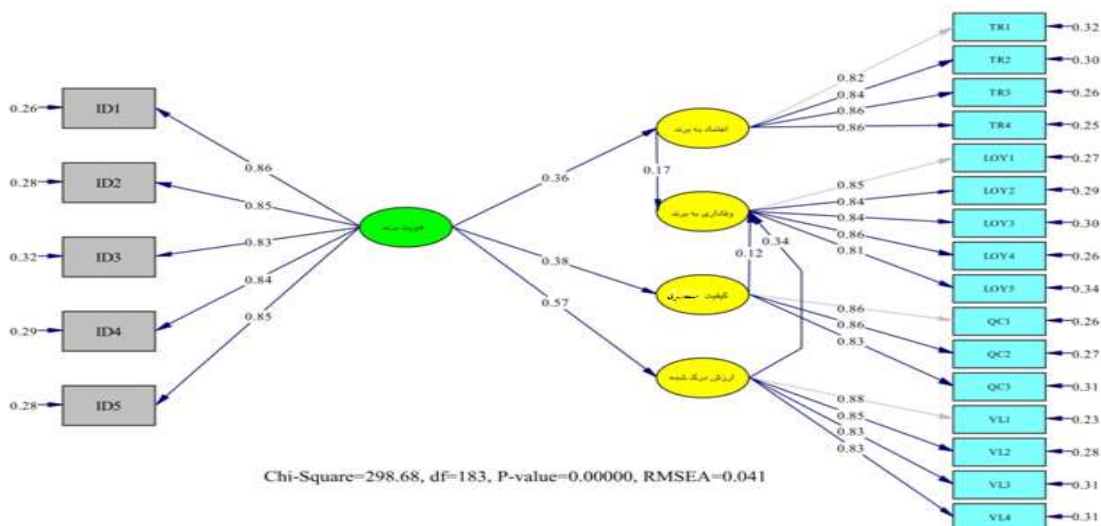 0.26
ID1
0.28
ID2
0.32
ID3
0.29
ID4
0.28
ID5
0.86
0.85
0.83
0.84
0.85
هویت برند
0.36
0.38
0.57
اعتماد به برند
0.17
وفاداری به برند
0.34
0.12
کیفیت
ارزش درک شده
0.82
0.84
0.86
0.86
0.85
0.84
0.84
0.86
0.81
0.86
0.86
0.83
0.88
0.85
0.83
0.83
TR1
0.32
TR2
0.30
TR3
0.26
TR4
0.25
LOY1
0.27
LOY2
0.29
LOY3
0.30
LOY4
0.26
LOY5
0.34
QC1
0.26
QC2
0.27
QC3
0.31
VL1
0.23
VL2
0.28
VL3
0.31
VL4
0.31
Chi-Square=298.68, df=183, P-value=0.00000, RMSEA=0.041